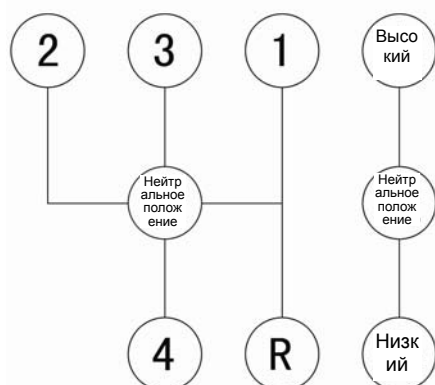 2
3
1
Высо
кий
Нейтр
альное
полож
ение
Нейтр
альное
полож
ение
4
R
Низк
ий